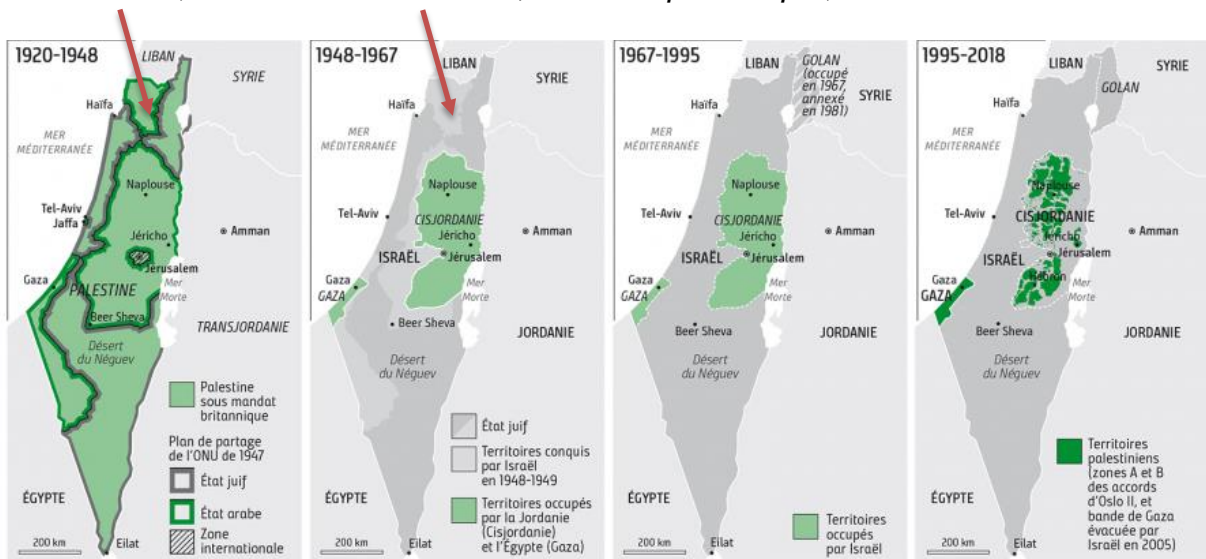 1920-1948
LIBAN
SYRIE
Haïfa
MER
MÉDITERRANÉE
Naplouse
Tel-Aviv
Jaffa
Amman
Jéricho
Jérusalem
Gaza
PALESTINE
Mer
Morte
Beer Sheva
TRANSJORDANIE
Désert
du Néguev
Palestine
sous mandat
britannique
Plan de partage
de l'ONU de 1947
État juif
État arabe
Zone
internationale
ÉGYPTE
200 km
Eilat
1948-1967
LIBAN
SYRIE
Haïfa
MER
MÉDITERRANÉE
Naplouse
Tel-Aviv
CISJORDANIE
Amman
Jéricho
ISRAËL
Jérusalem
Gaza
GAZA
Mer
Morte
Beer Sheva
JORDANIE
Désert
du Néguev
État juif
Territoires conquis
par Israël
en 1948-1949
Territoires occupés
par la Jordanie
(Cisjordanie)
et l'Égypte (Gaza)
ÉGYPTE
200 km
Eilat
1967-1995
LIBAN
GOLAN
(occupé
en 1967,
annexé
en 1981)
SYRIE
Haïfa
MER
MÉDITERRANÉE
Naplouse
Tel-Aviv
CISJORDANIE
Amman
Jéricho
ISRAËL
Jérusalem
Gaza
GAZA
Mer
Morte
Beer Sheva
JORDANIE
Désert
du Néguev
Territoires
occupés
par Israël
ÉGYPTE
200 km
Eilat
1995-2018
LIBAN
SYRIE
GOLAN
Haïfa
MER
MÉDITERRANÉE
Naplouse
Tel-Aviv
CISJORDANIE
Amman
Jéricho
ISRAËL
Jérusalem
Gaza
GAZA
Hébron
Mer
Morte
Beer Sheva
JORDANIE
Désert
du Néguev
Territoires
palestiniens
(zones A et B
des accords
d'Oslo II, et
bande de Gaza
évacuée par
Israël en 2005)
ÉGYPTE
200 km
Eilat